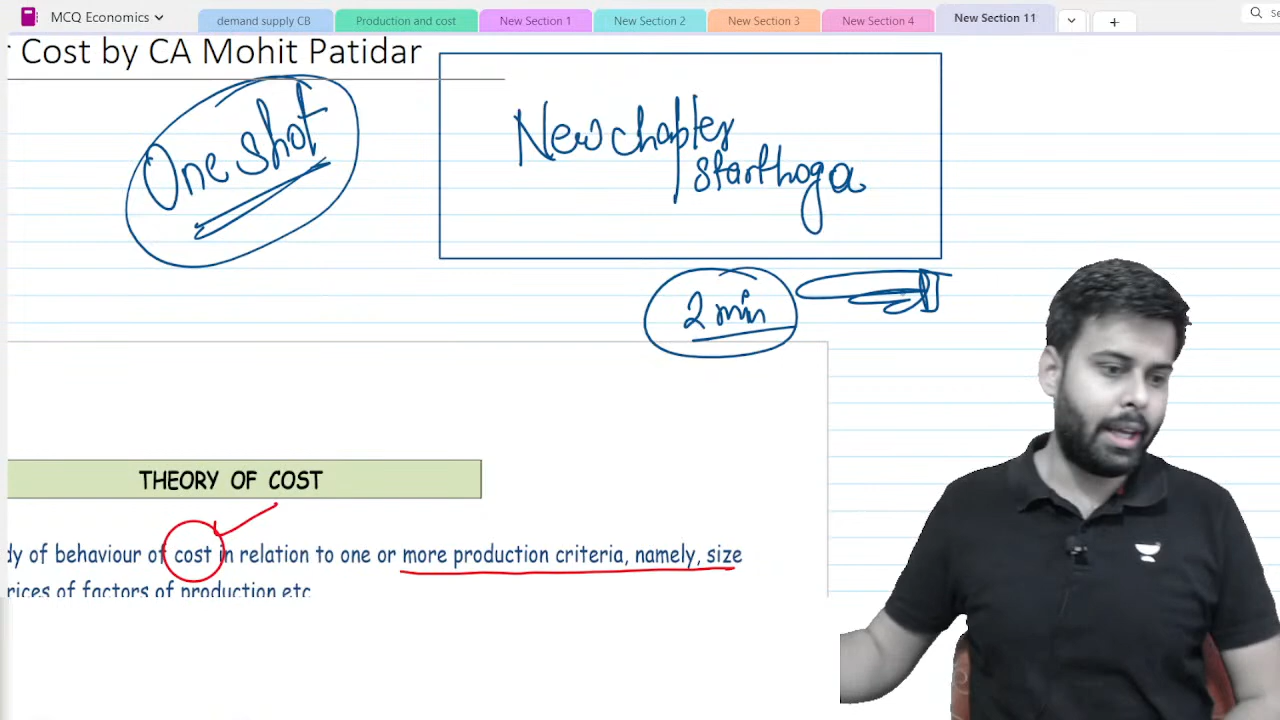 MCQ Economics
demand supply CB
Production and cost
New Section 1
New Section 2
New Section 3
New Section 4
New Section 11
r Cost by CA Mohit Patidar
One shot
New chapter
start hoga
2 min
THEORY OF COST
dy of behaviour of cost in relation to one or more production criteria, namely, size
rices of factors of production etc